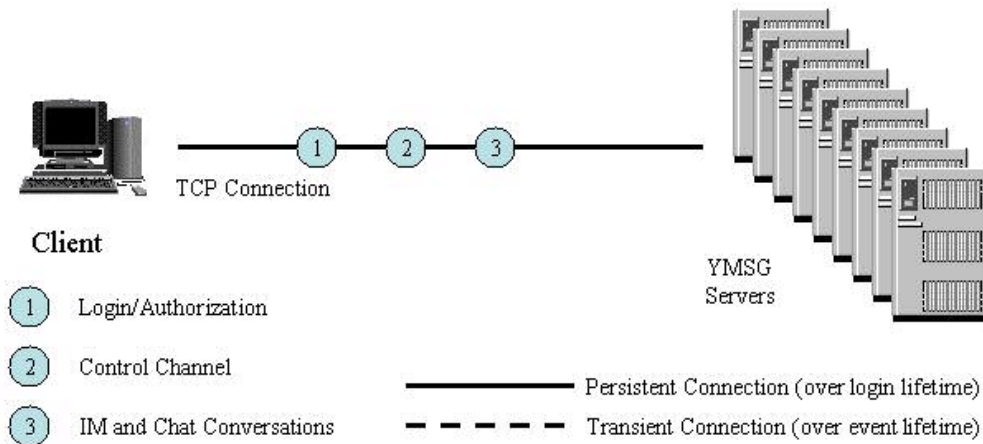 1
2
3
TCP Connection
Client
YMSG
Servers
1 Login/Authorization
2 Control Channel
3 IM and Chat Conversations
Persistent Connection (over login lifetime)
Transient Connection (over event lifetime)